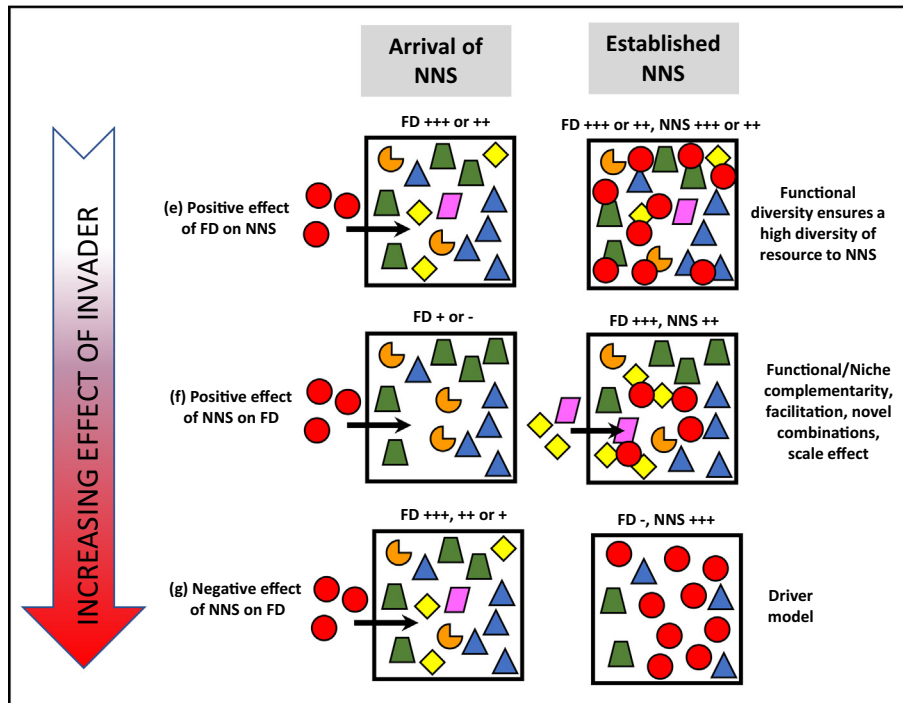 Arrival of
NNS
Established
NNS
INCREASING EFFECT OF INVADER
FD +++ or ++
FD +++ or ++, NNS +++ or ++
(e) Positive effect
of FD on NNS
Functional
diversity ensures a
high diversity of
resource to NNS
FD + or -
FD +++, NNS ++
(f) Positive effect
of NNS on FD
Functional/Niche
complementarity,
facilitation, novel
combinations,
scale effect
FD +++, ++ or +
FD -, NNS +++
(g) Negative effect
of NNS on FD
Driver
model